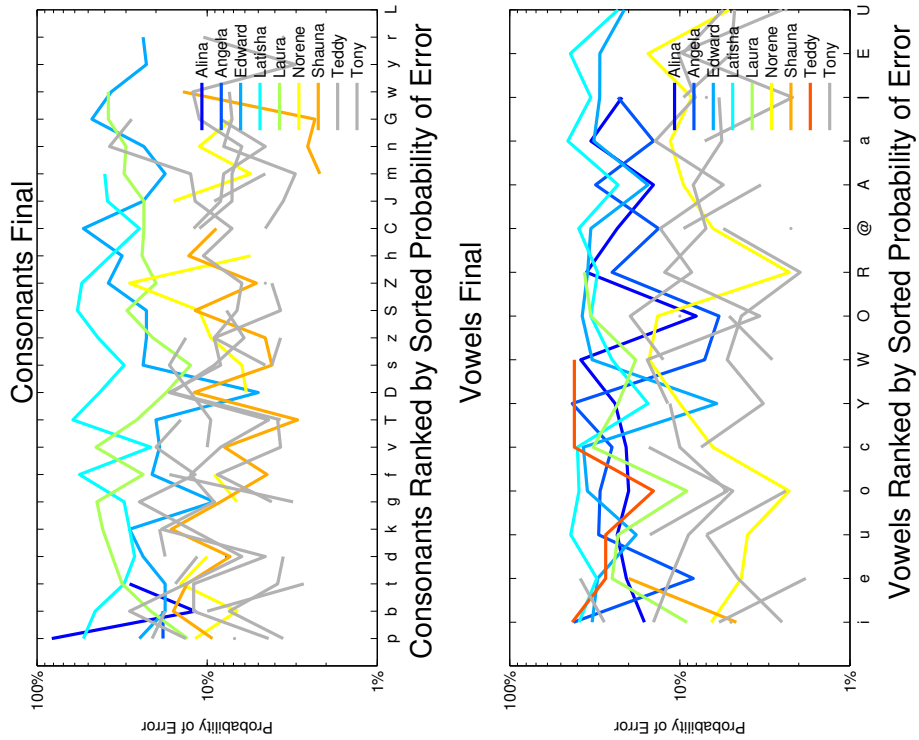 Consonants Final
100%
10%
1%
Probability of Error
Alina
Angela
Edward
Latisha
Laura
Norene
Shauna
Teddy
Tony
p b t d k g f v T D s z S Z h C J m n G w y r L
Consonants Ranked by Sorted Probability of Error
Vowels Final
100%
10%
1%
Probability of Error
Alina
Angela
Edward
Latisha
Laura
Norene
Shauna
Teddy
Tony
i e u o c Y W O R @ A a I E U
Vowels Ranked by Sorted Probability of Error